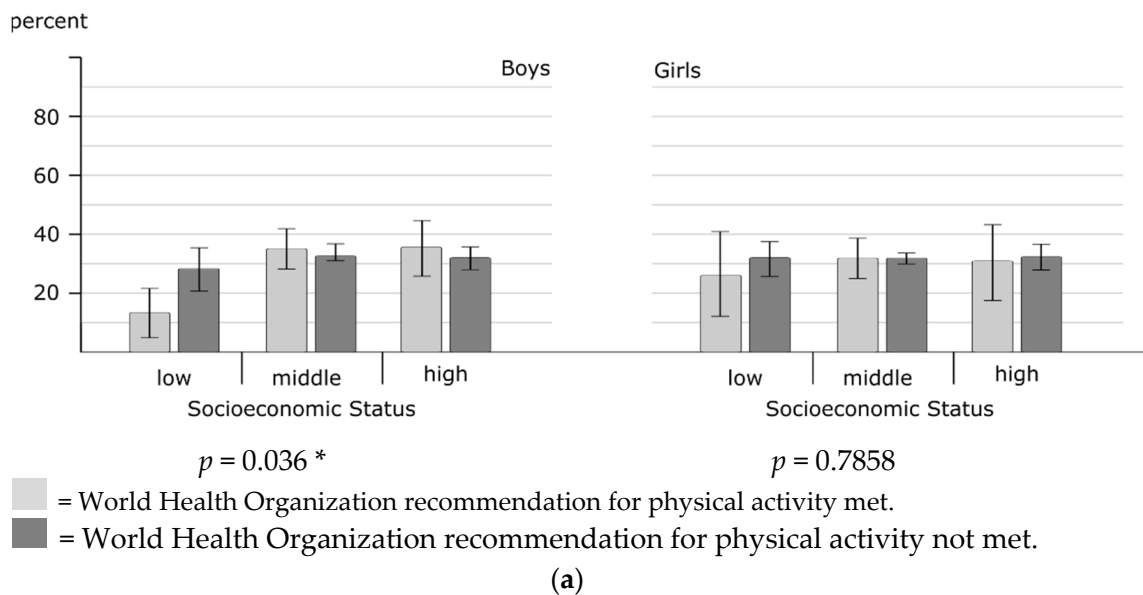 percent
Boys
Girls
80
60
40
20
low middle high
low middle high
Socioeconomic Status
Socioeconomic Status
p = 0.036 *
p = 0.7858
= World Health Organization recommendation for physical activity met.
= World Health Organization recommendation for physical activity not met.
(a)